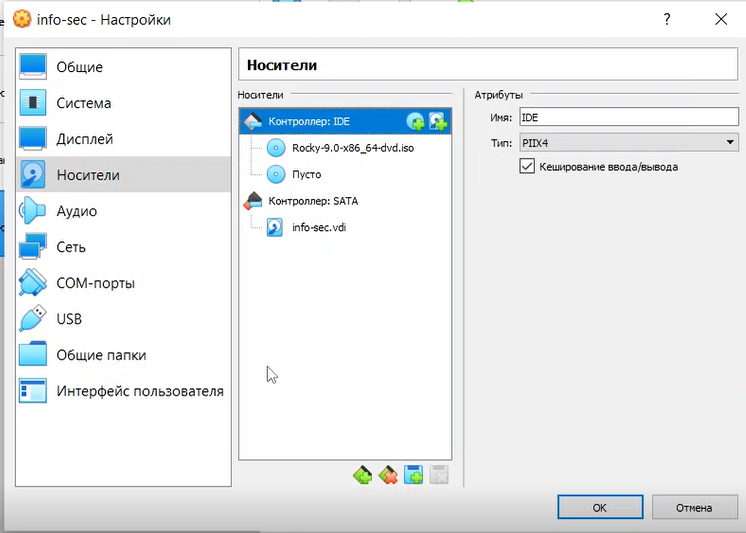 info-sec - Настройки
?
Общие
Система
Дисплей
Носители
Аудио
Сеть
COM-порты
USB
Общие папки
Интерфейс пользователя
Носители
Носители
Контроллер: IDE
Rocky-9.0-x86_64-dvd.iso
Пусто
Контроллер: SATA
info-sec.vdi
Атрибуты
Имя: IDE
Тип: PIIX4
Кеширование ввода/вывода
OK
Отмена